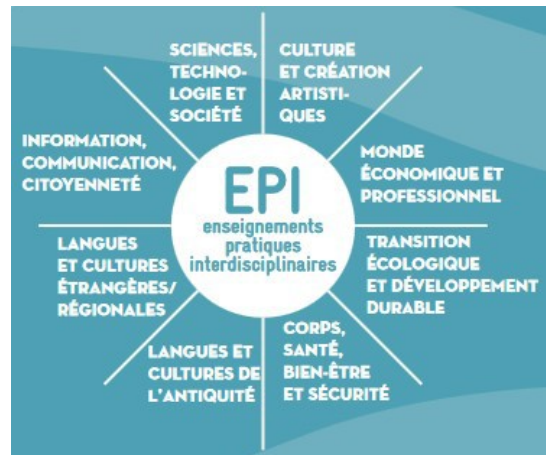 SCIENCES,
TECHNO-
LOGIE ET
SOCIÉTÉ
CULTURE
ET CRÉATION
ARTISTI-
QUES
INFORMATION,
COMMUNICATION,
CITOYENNETÉ
MONDE
ÉCONOMIQUE ET
PROFESSIONNEL
EPI
enseignements
pratiques
interdisciplinaires
LANGUES
ET CULTURES
ÉTRANGÈRES/
RÉGIONALES
TRANSITION
ÉCOLOGIQUE
ET DÉVELOPPEMENT
DURABLE
LANGUES ET
CULTURES DE
L'ANTIQUITÉ
CORPS,
SANTÉ,
BIEN-ÊTRE
ET SÉCURITÉ